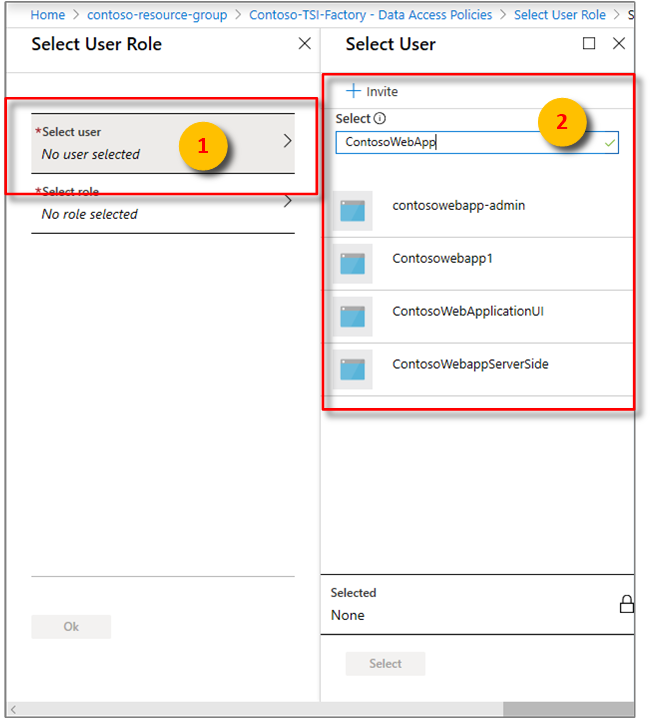 Home > contoso-resource-group > Contoso-TSI-Factory - Data Access Policies > Select User Role > S
Select User Role
*Select user
No user selected
1
*Select role
No role selected
Ok
Select User
Invite
Select
2
ContosoWebApp
contosowebapp-admin
Contosowebapp1
ContosoWebApplicationUI
ContosoWebappServerSide
Selected
None
Select